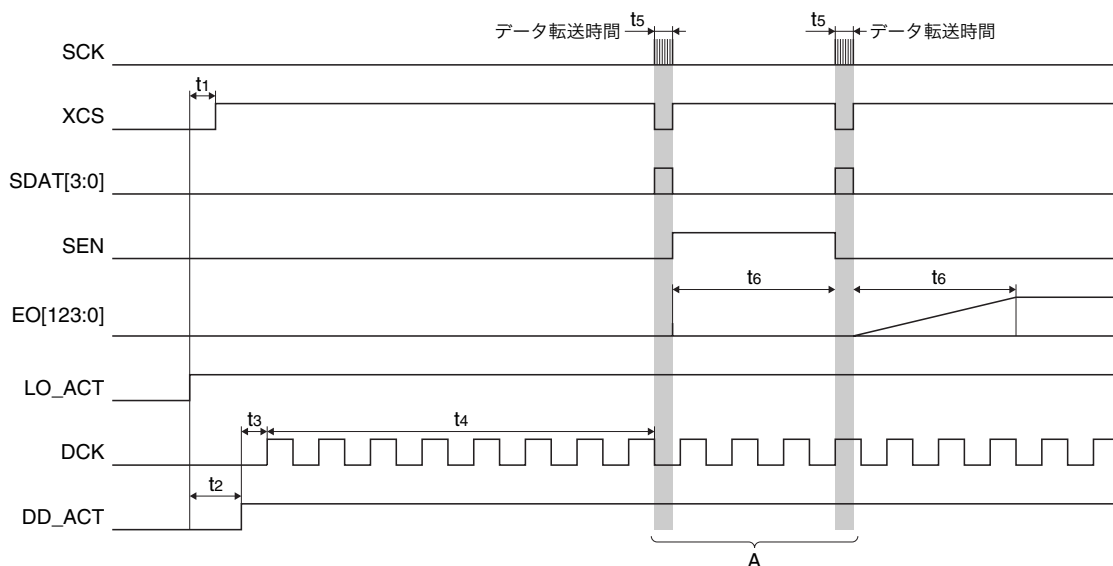 t5 t5
データ転送時間 データ転送時間
SCK
t1
XCS
SDAT[3:0]
SEN
t6 t6
EO[123:0]
LO_ACT
t3 t4
DCK
t2
DD_ACT
A